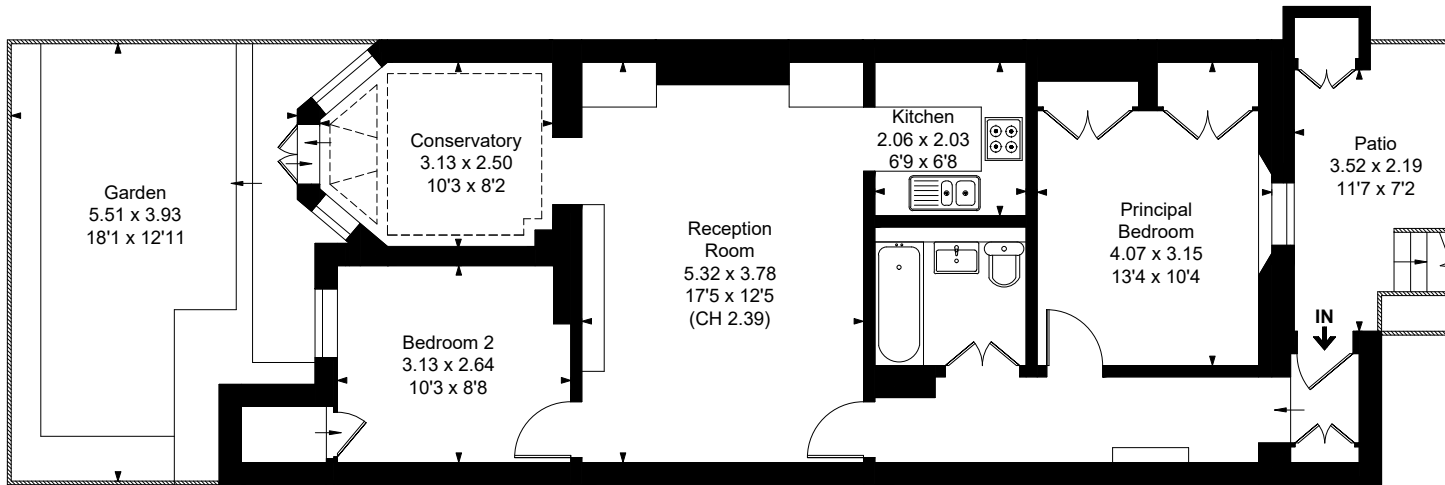 Garden
5.51 x 3.93
18'1 x 12'11
Conservatory
3.13 x 2.50
10'3 x 8'2
Bedroom 2
3.13 x 2.64
10'3 x 8'8
Reception
Room
5.32 x 3.78
17'5 x 12'5
(CH 2.39)
Kitchen
2.06 x 2.03
6'9 x 6'8
Principal
Bedroom
4.07 x 3.15
13'4 x 10'4
Patio
3.52 x 2.19
11'7 x 7'2
IN